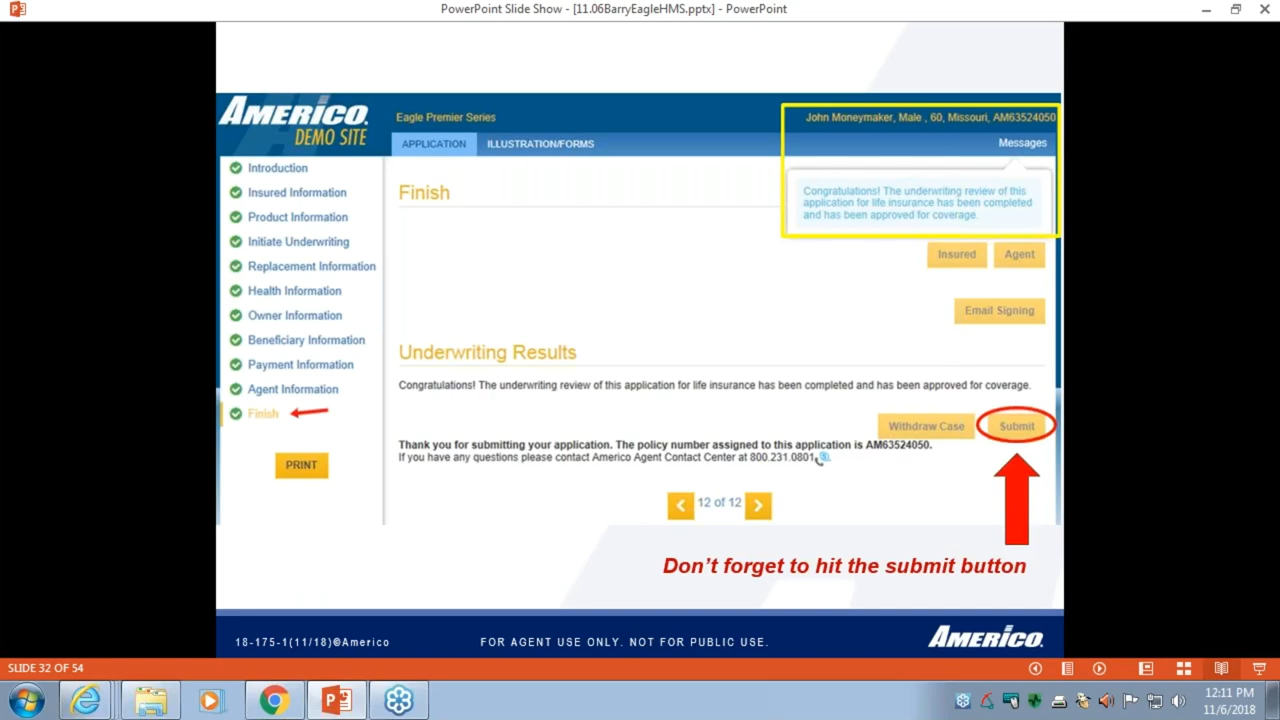 PowerPoint Slide Show - [11.06BarryEagleHMS.pptx] - PowerPoint
AMERICO.
DEMO SITE
Eagle Premier Series
John Moneymaker, Male , 60, Missouri, AM63524050
APPLICATION
ILLUSTRATION/FORMS
Messages
Introduction
Insured Information
Product Information
Initiate Underwriting
Replacement Information
Health Information
Owner Information
Beneficiary Information
Payment Information
Agent Information
Finish
PRINT
Finish
Congratulations! The underwriting review of this
application for life insurance has been completed
and has been approved for coverage.
Insured
Agent
Email Signing
Underwriting Results
Congratulations! The underwriting review of this application for life insurance has been completed and has been approved for coverage.
Withdraw Case
Submit
Thank you for submitting your application. The policy number assigned to this application is AM63524050.
If you have any questions please contact Americo Agent Contact Center at 800.231.0801.
12 of 12
Don't forget to hit the submit button
18-175-1(11/18)©Americo
FOR AGENT USE ONLY. NOT FOR PUBLIC USE.
AMERICO.
SLIDE 32 OF 54
12:11 PM
11/6/2018